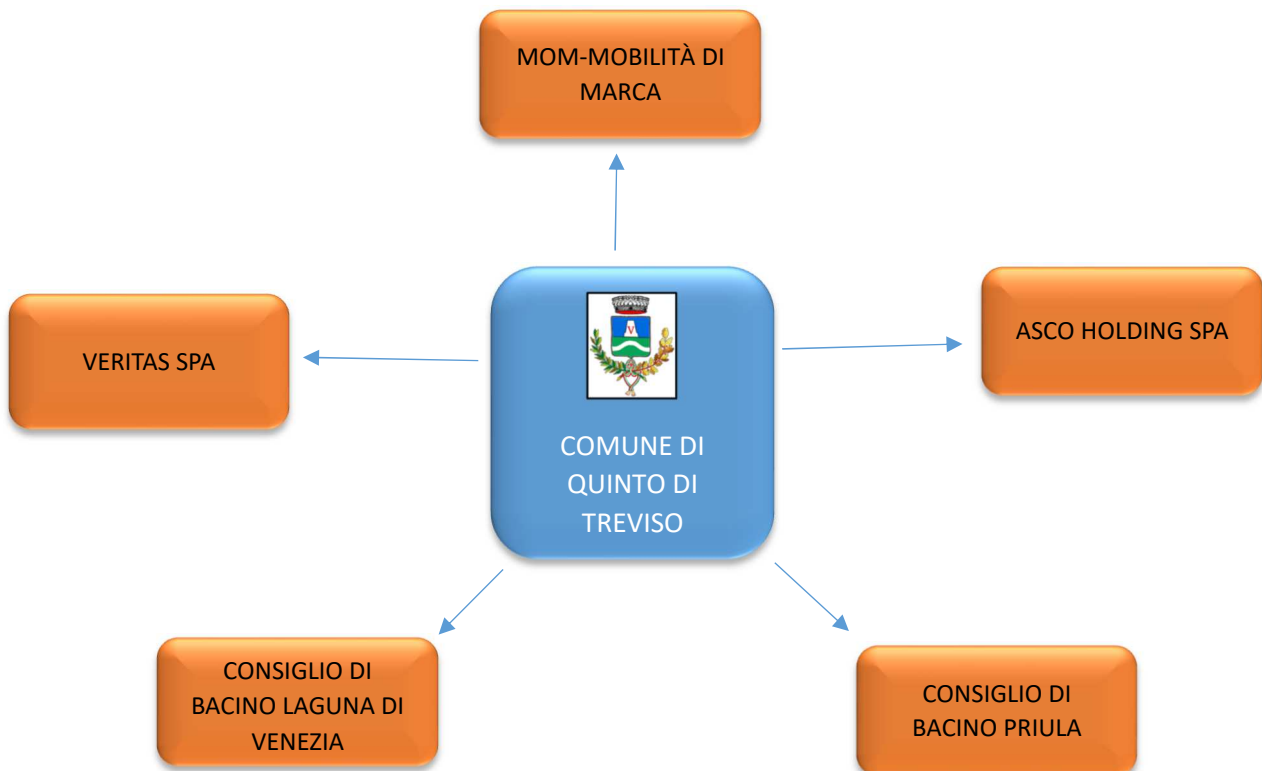 MOM-MOBILITÀ DI
MARCA
VERITAS SPA
ASCO HOLDING SPA
V
COMUNE DI
QUINTO DI
TREVISO
CONSIGLIO DI
BACINO LAGUNA DI
VENEZIA
CONSIGLIO DI
BACINO PRIULA